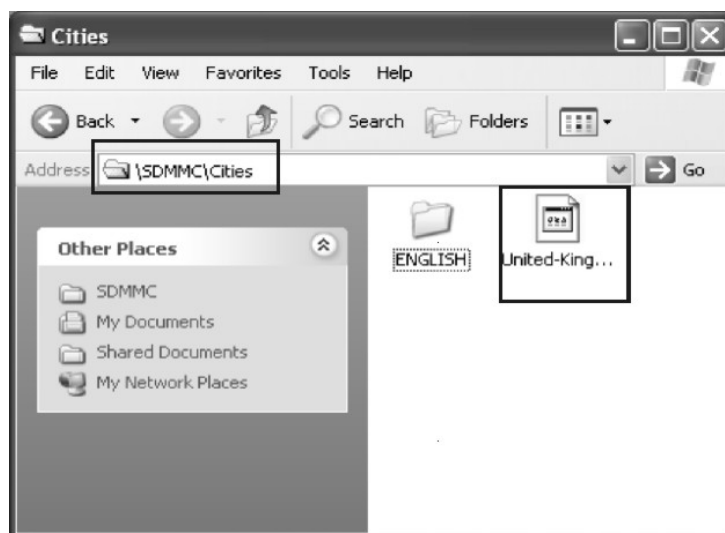 Cities
File Edit View Favorites Tools Help
Back Search Folders
Address \SDMMC\Cities Go
Other Places
SDMMC
My Documents
Shared Documents
My Network Places
ENGLISH United-King...